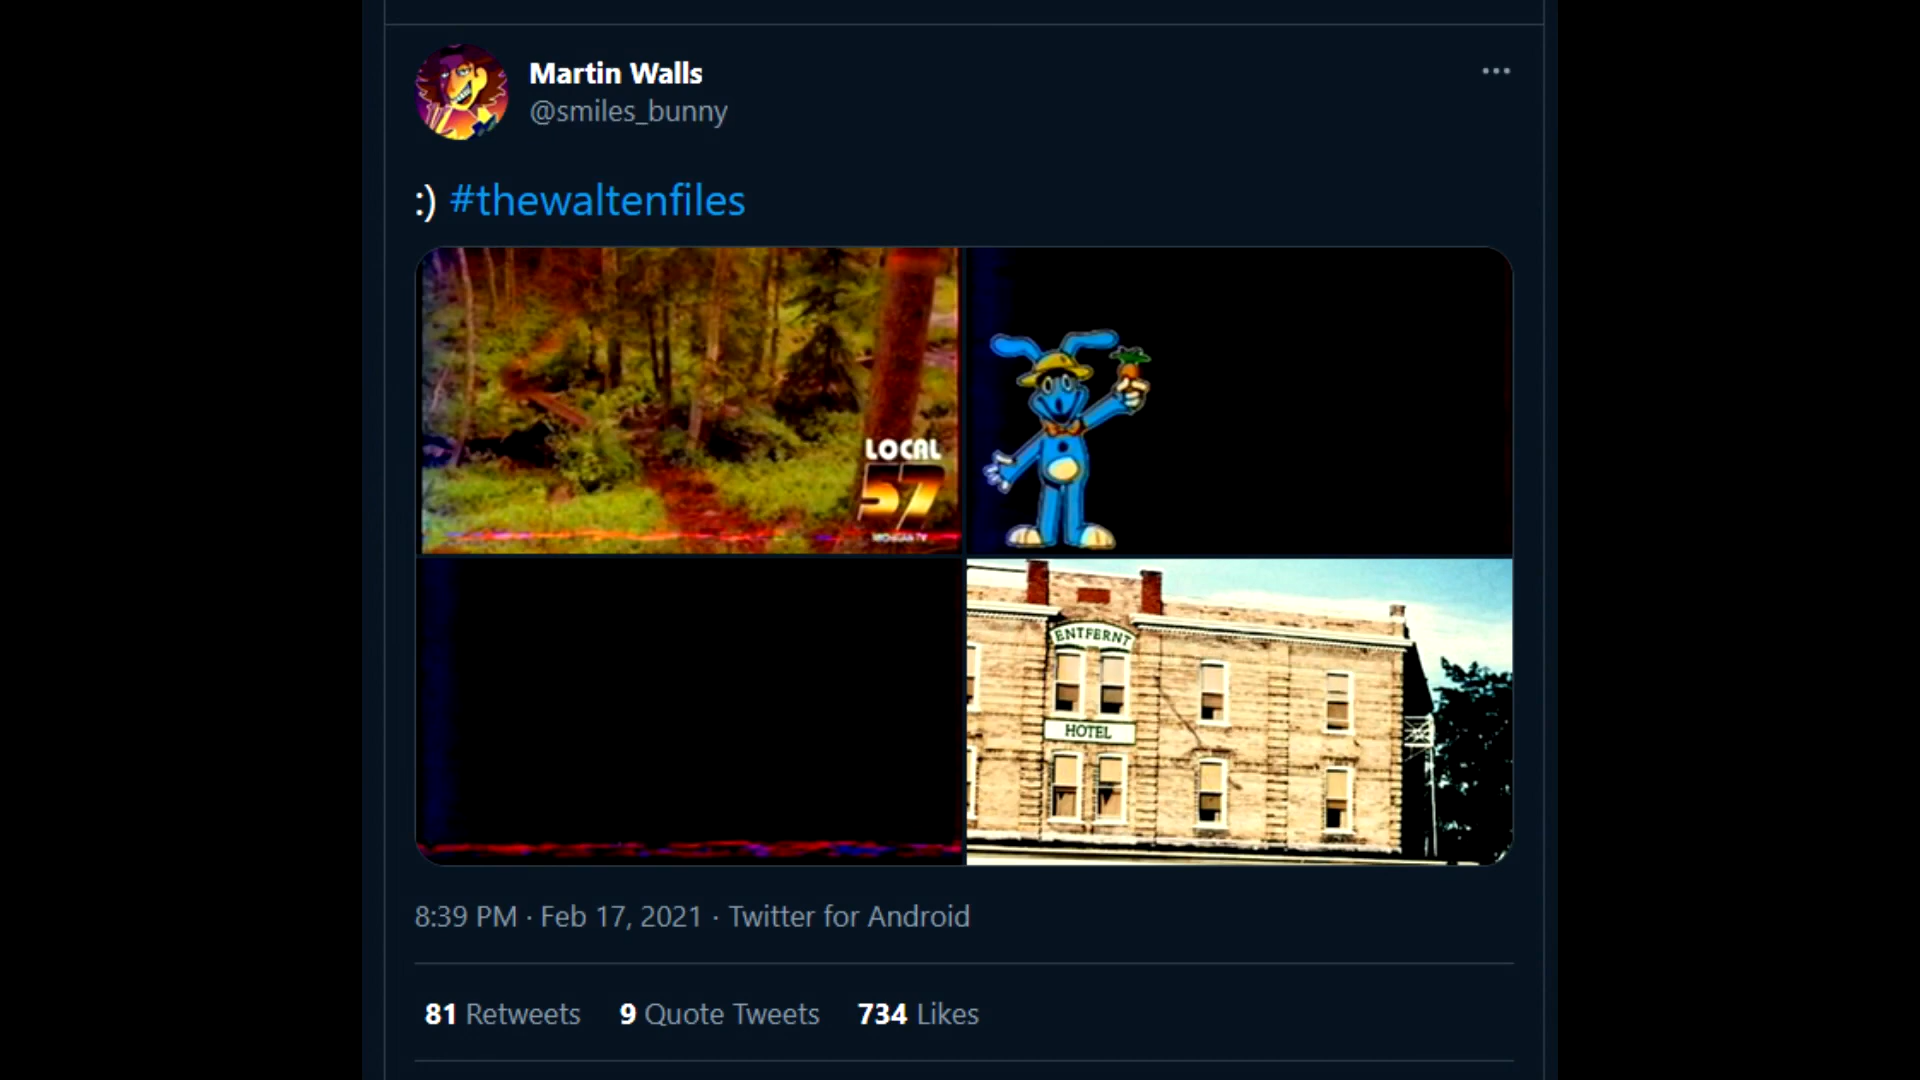 Martin Walls
@smiles_bunny
:) #thewaltenfiles
LOCAL
57
ENTFERNT
HOTEL
8:39 PM · Feb 17, 2021 · Twitter for Android
81 Retweets 9 Quote Tweets 734 Likes